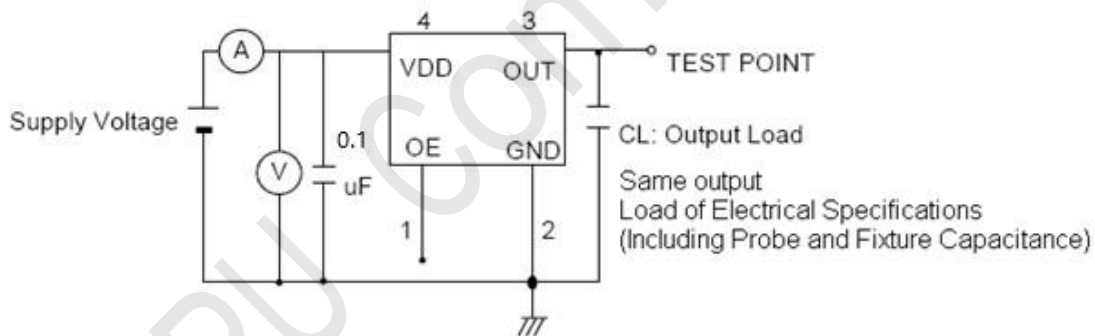 4
3
A
VDD
OUT
TEST POINT
Supply Voltage
0.1
uF
V
OE
GND
CL: Output Load
Same output
Load of Electrical Specifications
(Including Probe and Fixture Capacitance)
1
2